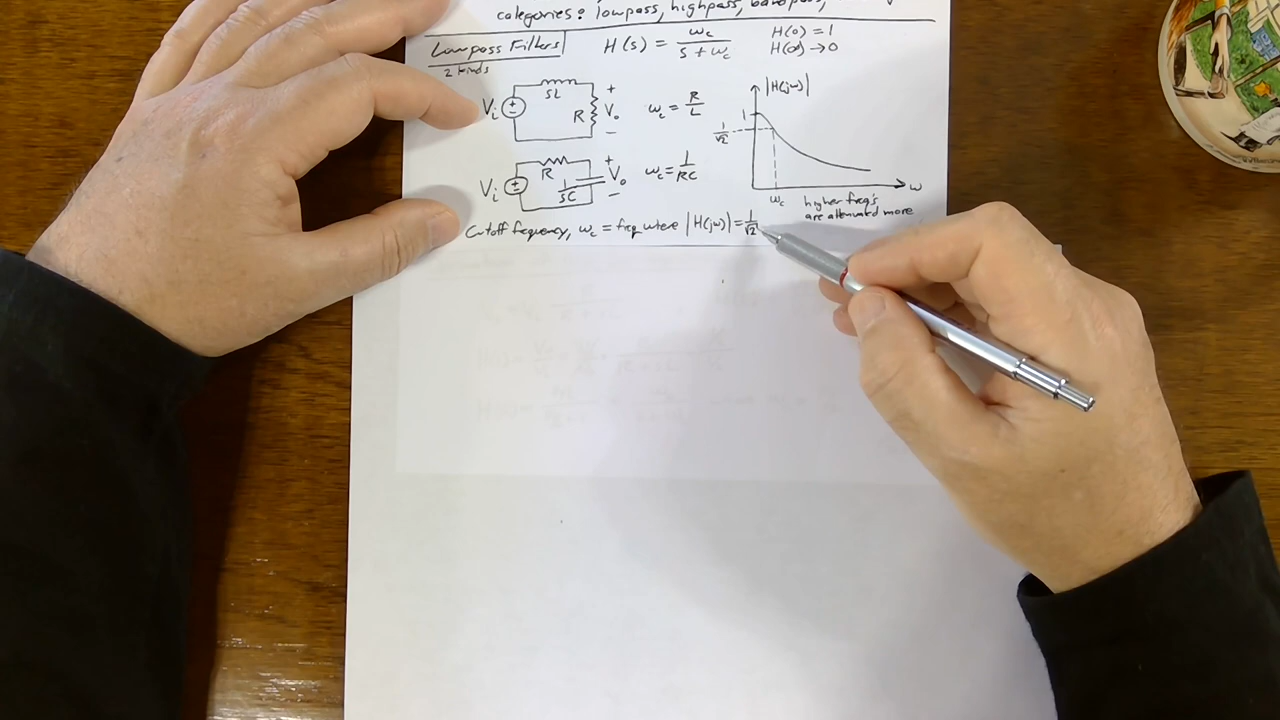 categories: lowpass, highpass, bandpass,
Lowpass Filters H(s) = ωc / (s + ωc) H(0) = 1
2 kinds H(∞) → 0
Vi SL R + Vo − ωc = R/L
Vi R 1/SC + Vo − ωc = 1/RC
|H(jω)|
1
1/√2
ωc ω
higher freq's
are attenuated more
Cutoff frequency, ωc = freq where |H(jω)| = 1/√2